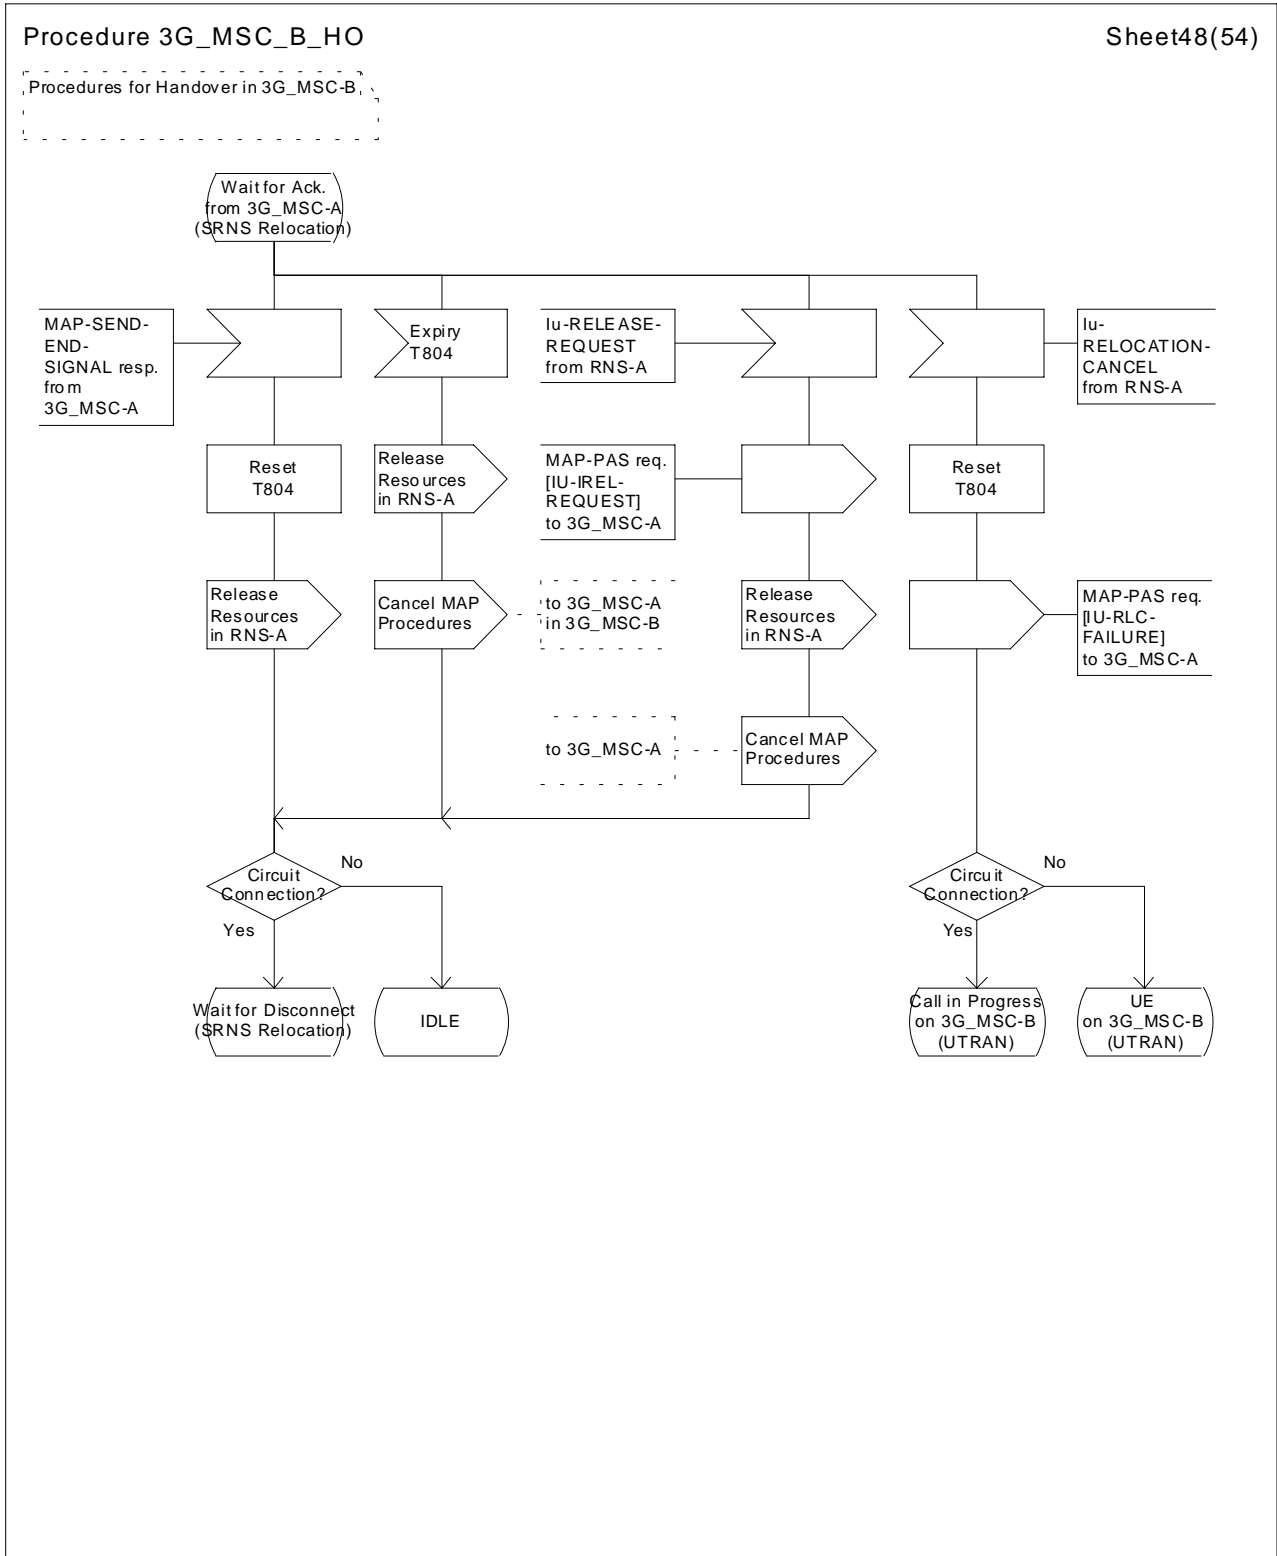 Procedure 3G_MSC_B_HO
Sheet48(54)
Procedures for Handover in 3G_MSC-B
Wait for Ack.
from 3G_MSC-A
(SRNS Relocation)
MAP-SEND-
END-
SIGNAL resp.
from
3G_MSC-A
Expiry
T804
Iu-RELEASE-
REQUEST
from RNS-A
Iu-
RELOCATION-
CANCEL
from RNS-A
Reset
T804
Release
Resources
in RNS-A
MAP-PAS req.
[IU-IREL-
REQUEST]
to 3G_MSC-A
Reset
T804
Release
Resources
in RNS-A
Cancel MAP
Procedures
to 3G_MSC-A
in 3G_MSC-B
Release
Resources
in RNS-A
MAP-PAS req.
[IU-RLC-
FAILURE]
to 3G_MSC-A
to 3G_MSC-A
Cancel MAP
Procedures
Circuit
Connection?
No
Yes
Circuit
Connection?
No
Yes
Wait for Disconnect
(SRNS Relocation)
IDLE
Call in Progress
on 3G_MSC-B
(UTRAN)
UE
on 3G_MSC-B
(UTRAN)